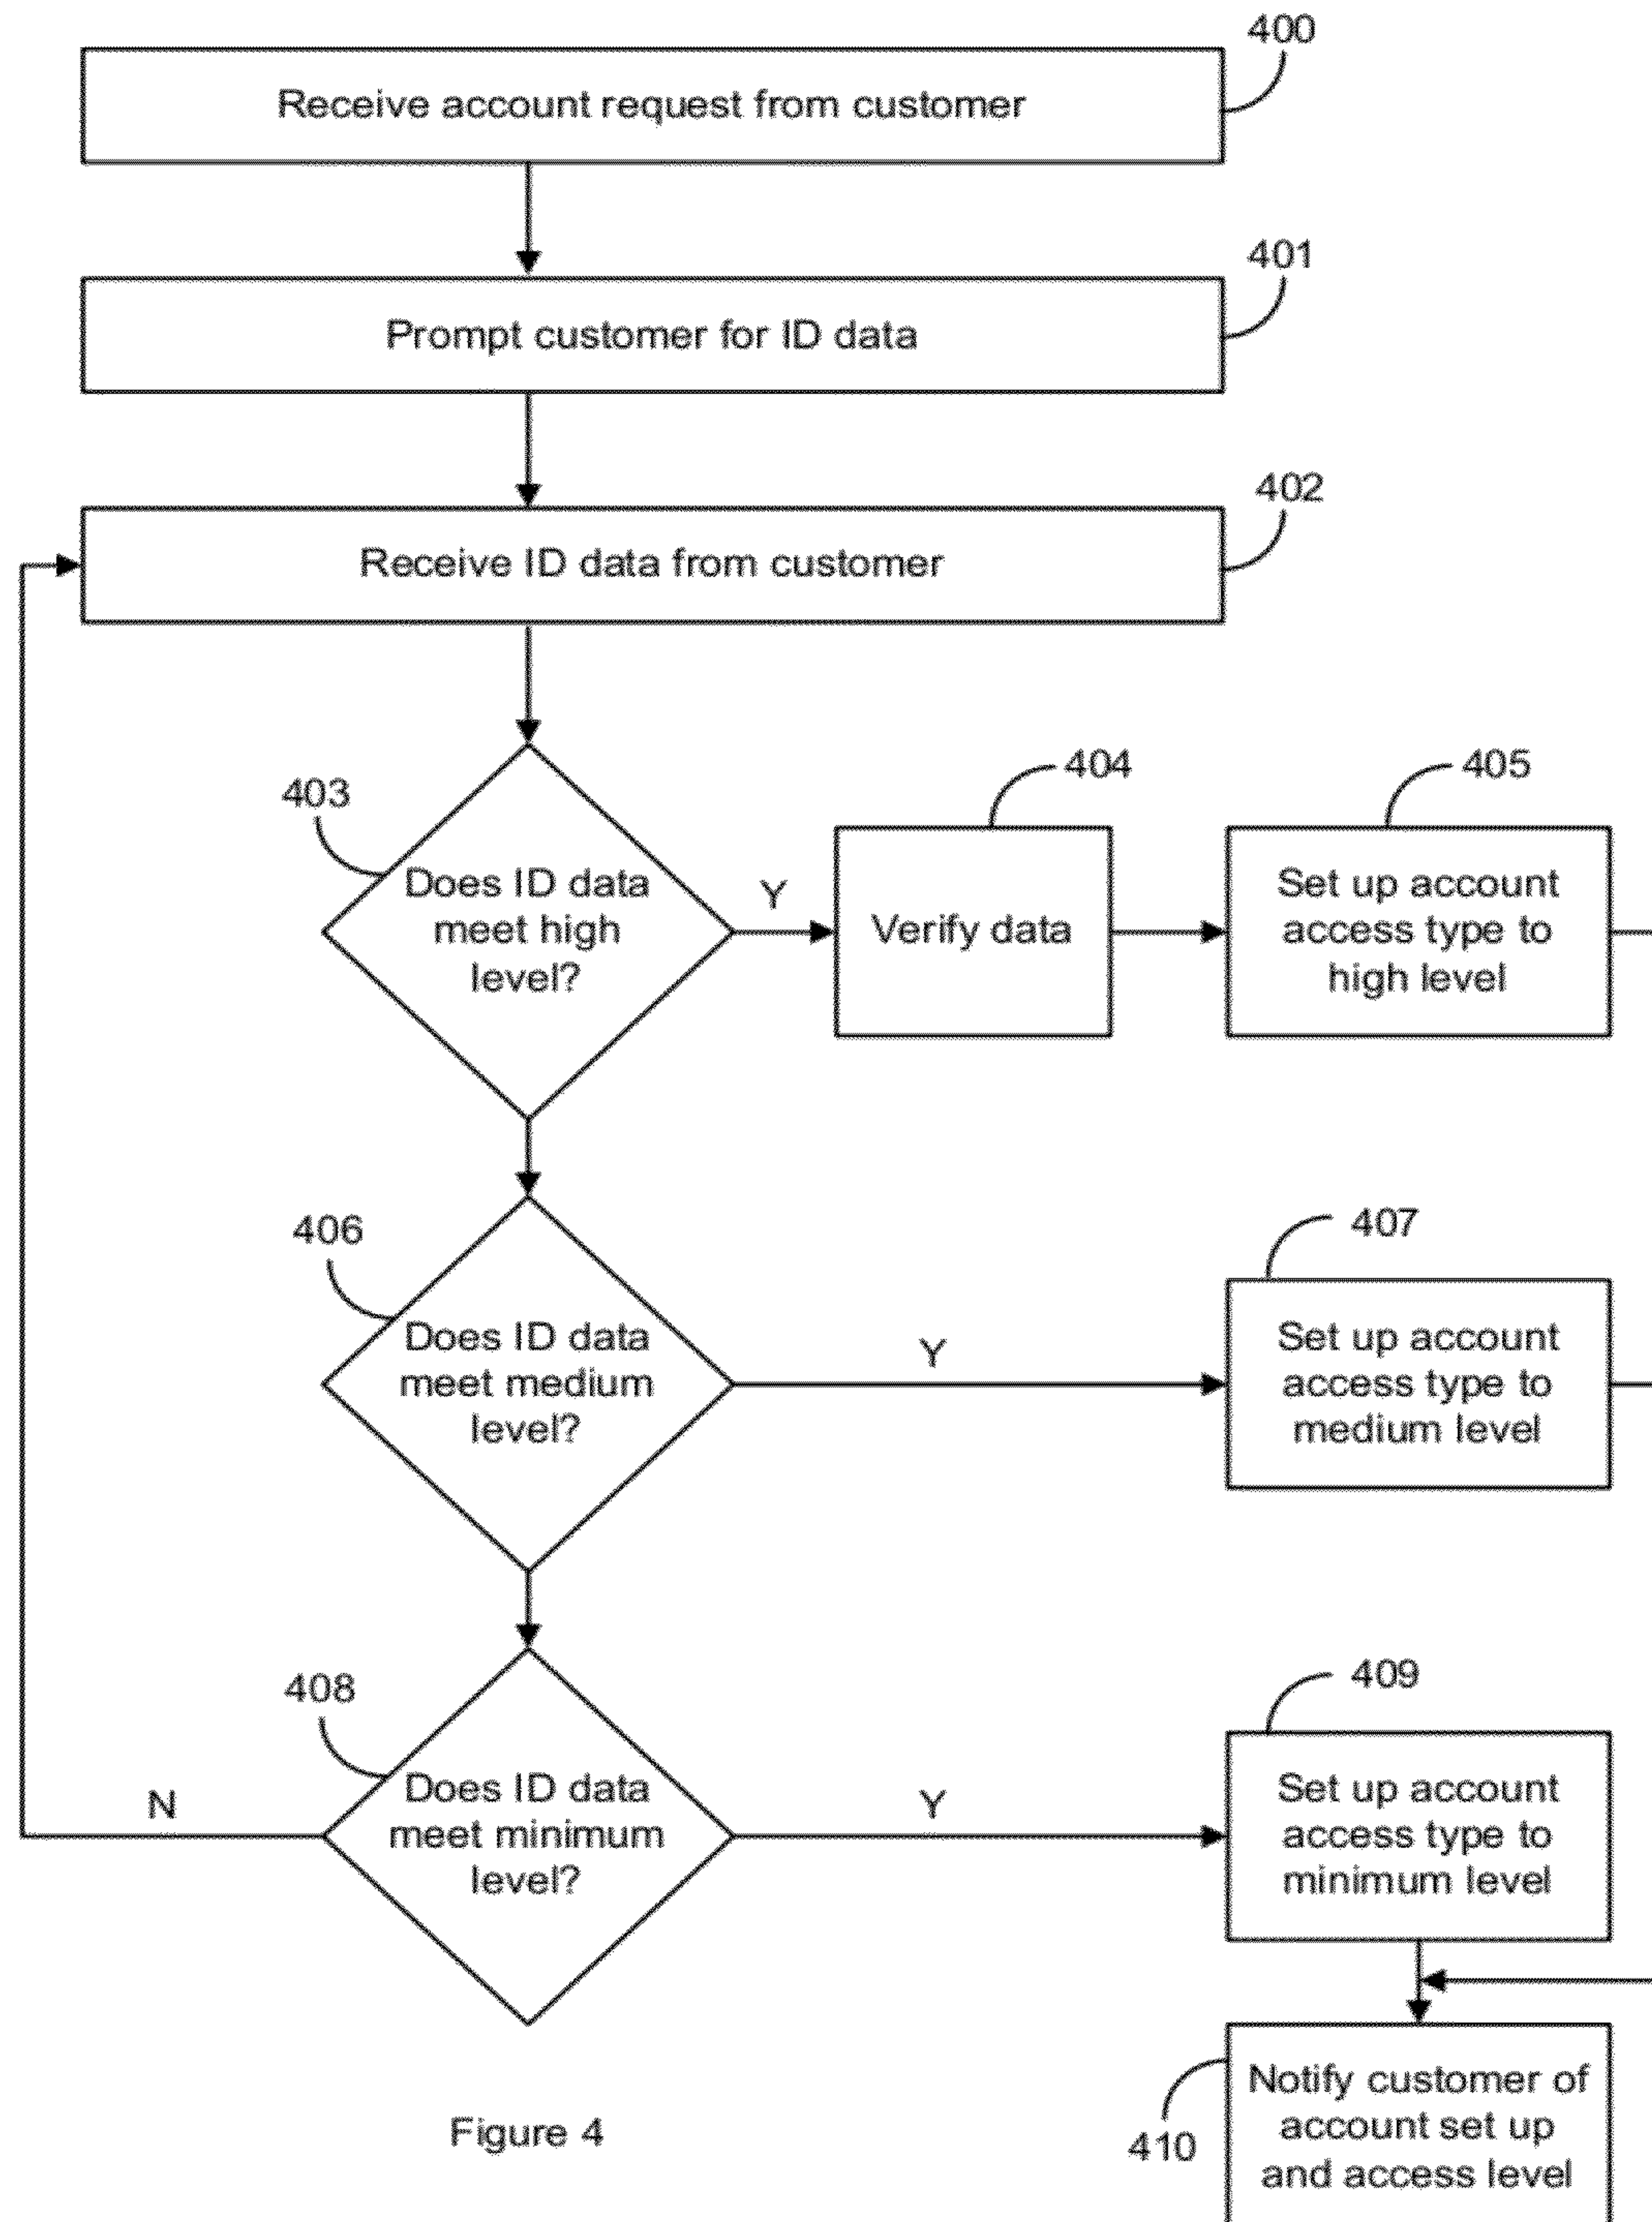 400
Receive account request from customer
401
Prompt customer for ID data
402
Receive ID data from customer
403
Does ID data
meet high
level?
Y
404
Verify data
405
Set up account
access type to
high level
406
Does ID data
meet medium
level?
Y
407
Set up account
access type to
medium level
408
Does ID data
meet minimum
level?
N
Y
409
Set up account
access type to
minimum level
410
Notify customer of
account set up
and access level
Figure 4